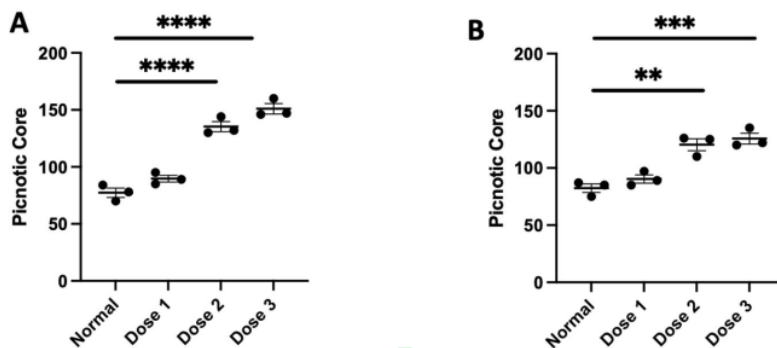 A
****
****
200
150
100
50
0
Picnotic Core
Normal
Dose 1
Dose 2
Dose 3
B
***
**
200
150
100
50
0
Picnotic Core
Normal
Dose 1
Dose 2
Dose 3